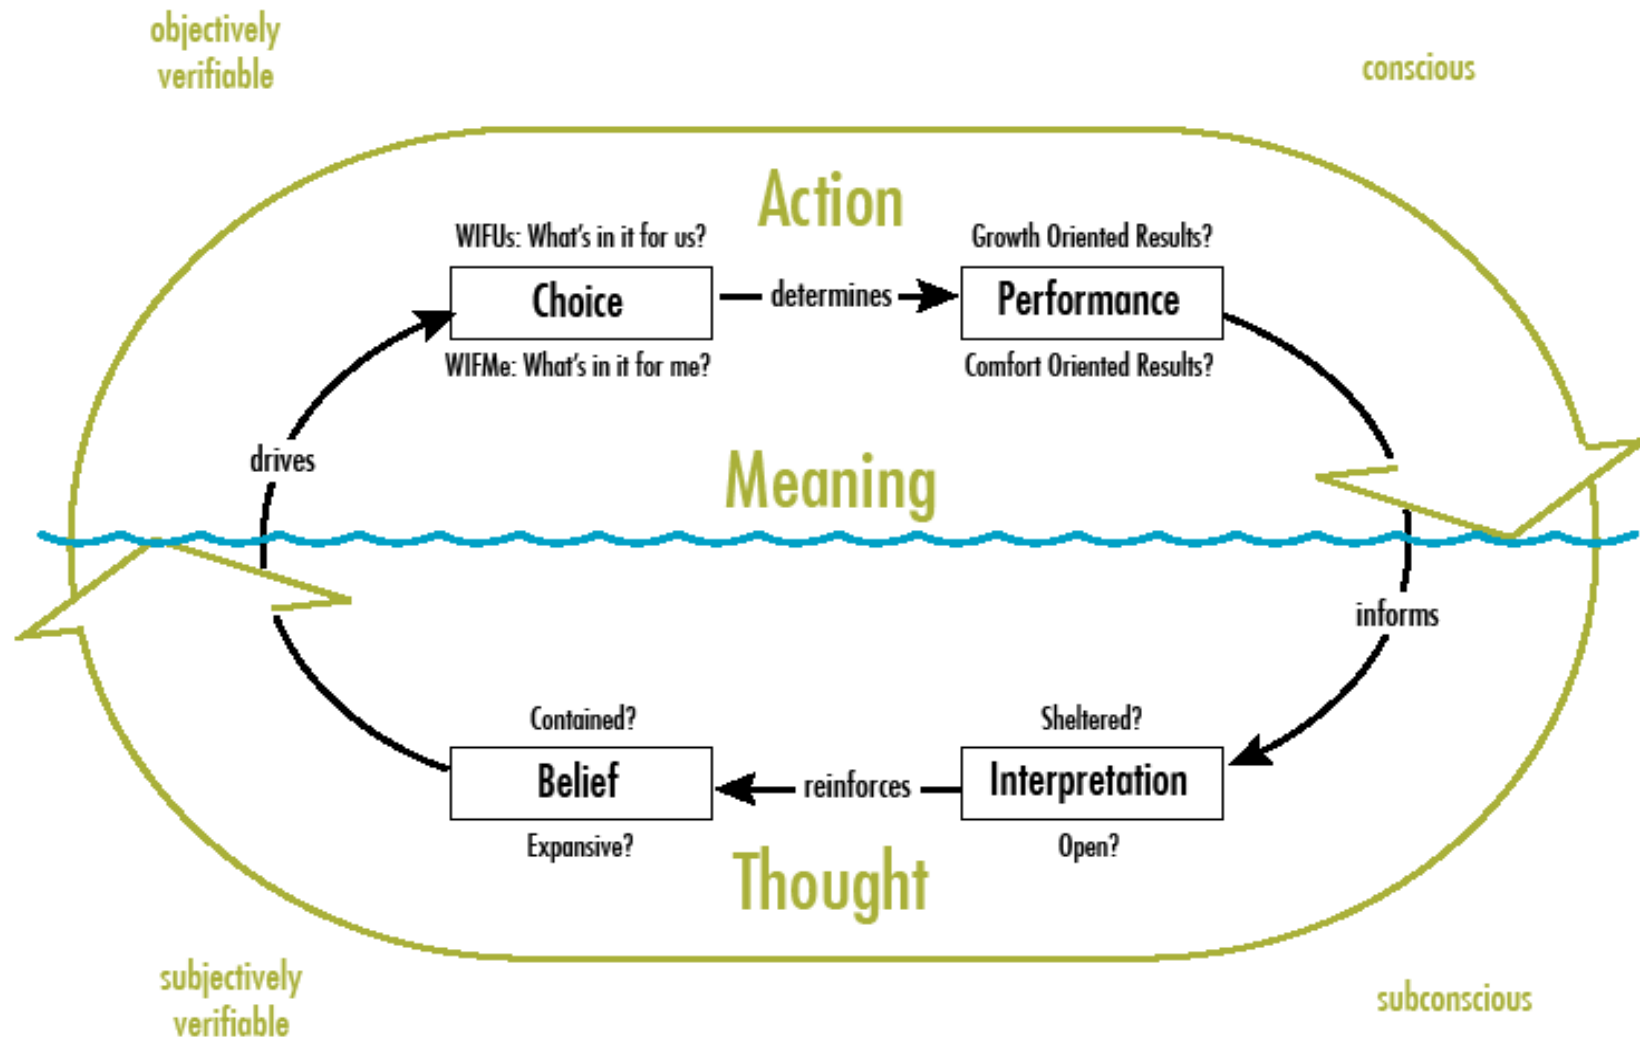 objectively
verifiable
conscious
Action
WIFUs: What's in it for us?
Growth Oriented Results?
Choice
determines
Performance
WIFMe: What's in it for me?
Comfort Oriented Results?
drives
Meaning
informs
Contained?
Sheltered?
Belief
reinforces
Interpretation
Expansive?
Open?
Thought
subjectively
verifiable
subconscious